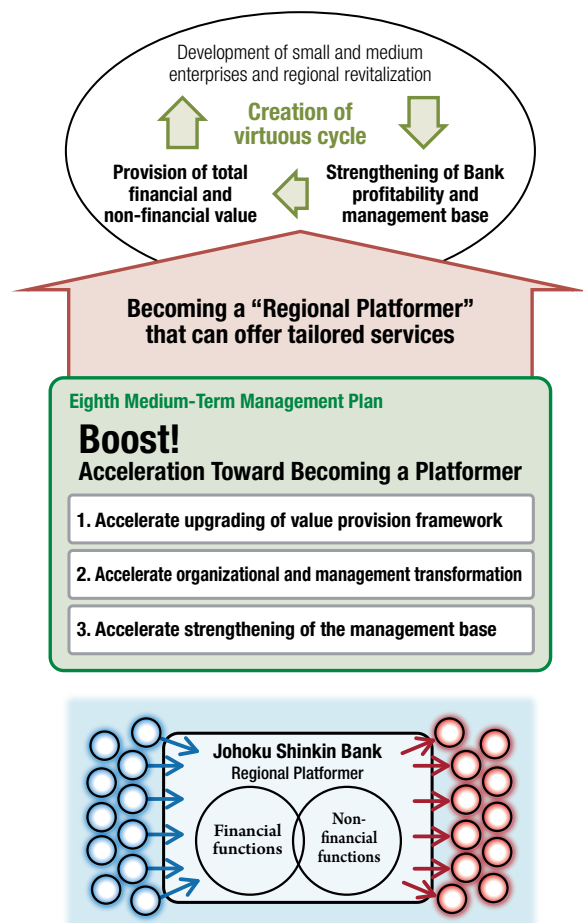 Development of small and medium
enterprises and regional revitalization
Creation of
virtuous cycle
Provision of total
financial and
non-financial value
Strengthening of Bank
profitability and
management base
Becoming a “Regional Platformer”
that can offer tailored services
Eighth Medium-Term Management Plan
Boost!
Acceleration Toward Becoming a Platformer
1. Accelerate upgrading of value provision framework
2. Accelerate organizational and management transformation
3. Accelerate strengthening of the management base
Johoku Shinkin Bank
Regional Platformer
Financial
functions
Non-
financial
functions